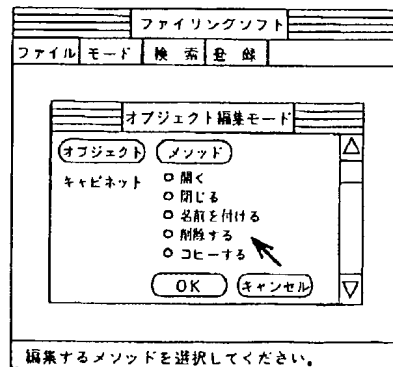 ファイリングソフト
ファイル モード 検索 登録
オブジェクト編集モード
オブジェクト メソッド
キャビネット ○ 開く
○ 閉じる
○ 名前を付ける
○ 削除する
○ コピーする
OK キャンセル
編集するメソッドを選択してください。